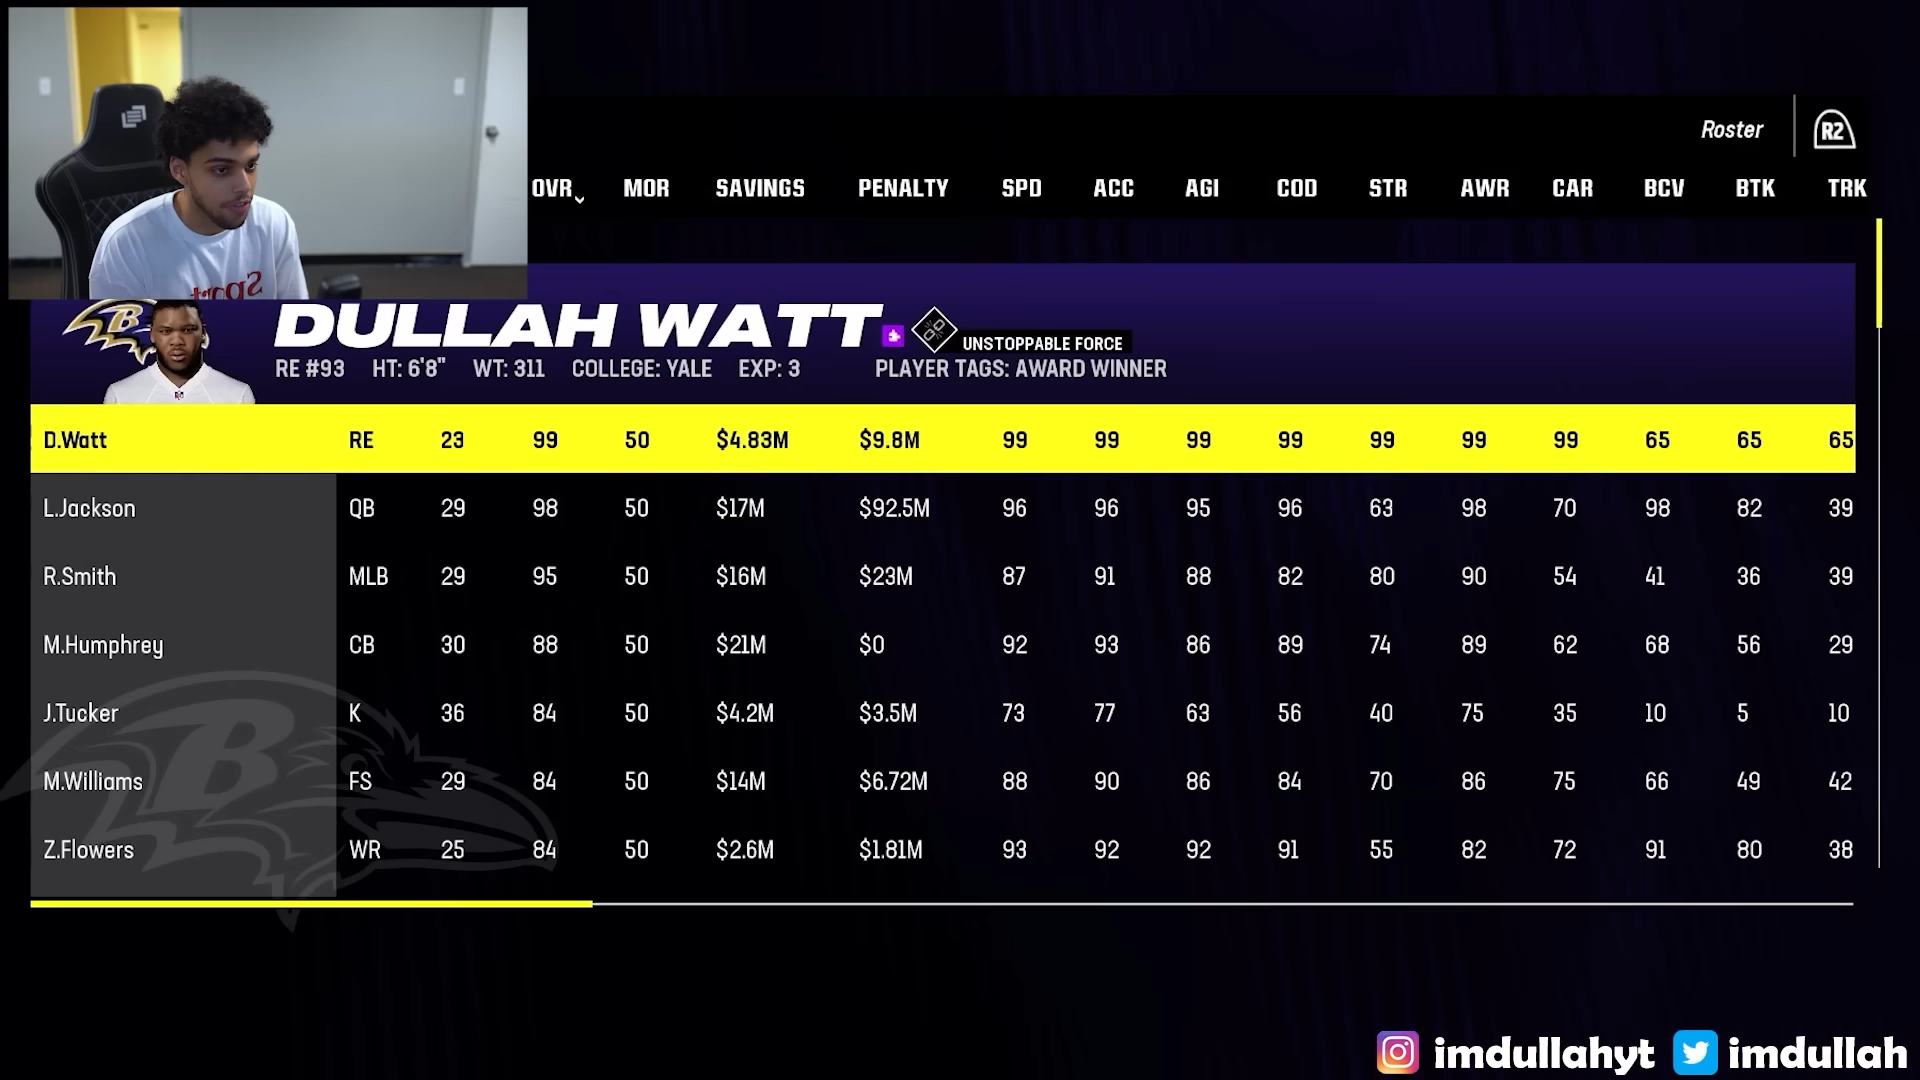 Roster R2
OVR MOR SAVINGS PENALTY SPD ACC AGI COD STR AWR CAR BCV BTK TRK
DULLAH WATT
UNSTOPPABLE FORCE
RE #93 HT: 6'8" WT: 311 COLLEGE: YALE EXP: 3 PLAYER TAGS: AWARD WINNER
D.Watt RE 23 99 50 $4.83M $9.8M 99 99 99 99 99 99 99 65 65 65
L.Jackson QB 29 98 50 $17M $92.5M 96 96 95 96 63 98 70 98 82 39
R.Smith MLB 29 95 50 $16M $23M 87 91 88 82 80 90 54 41 36 39
M.Humphrey CB 30 88 50 $21M $0 92 93 86 89 74 89 62 68 56 29
J.Tucker K 36 84 50 $4.2M $3.5M 73 77 63 56 40 75 35 10 5 10
M.Williams FS 29 84 50 $14M $6.72M 88 90 86 84 70 86 75 66 49 42
Z.Flowers WR 25 84 50 $2.6M $1.81M 93 92 92 91 55 82 72 91 80 38
imdullahyt imdullah